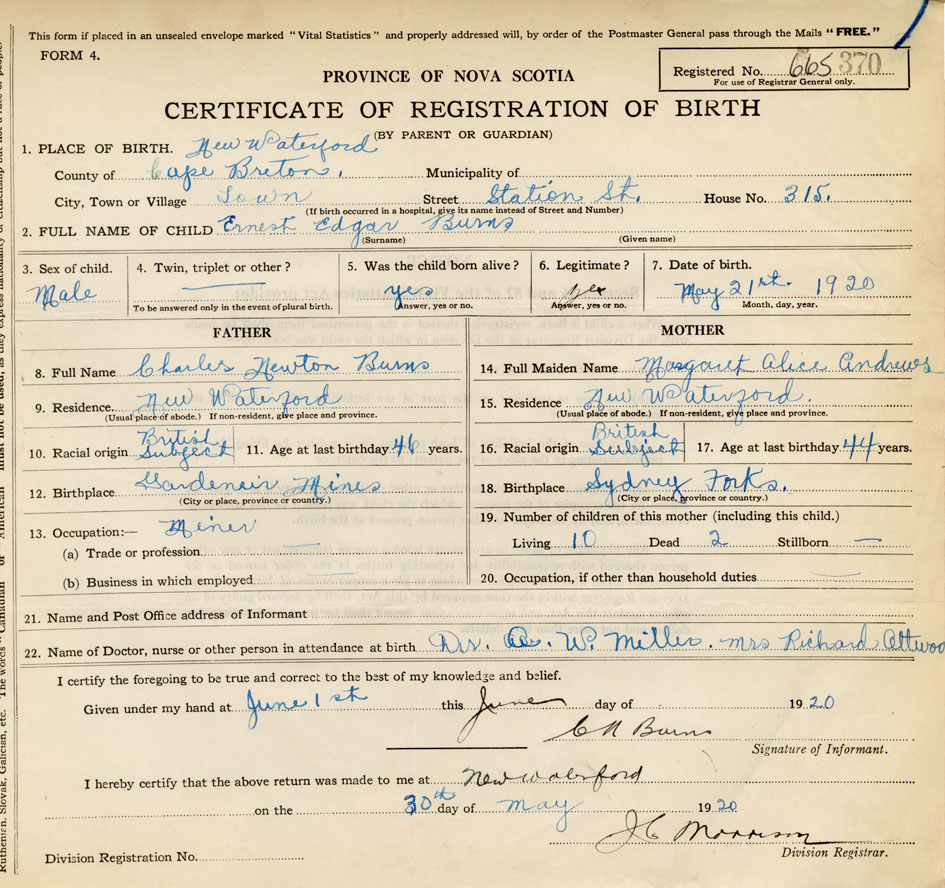 This form if placed in an unsealed envelope marked "Vital Statistics" and properly addressed will, by order of the Postmaster General pass through the Mails "FREE."
FORM 4.
Registered No. 665 370
For use of Registrar General only.
PROVINCE OF NOVA SCOTIA
CERTIFICATE OF REGISTRATION OF BIRTH
(BY PARENT OR GUARDIAN)
1. PLACE OF BIRTH. New Waterford
County of Cape Breton. Municipality of
City, Town or Village Town Street Station St. House No. 315.
(If birth occurred in a hospital, give its name instead of Street and Number)
2. FULL NAME OF CHILD Ernest Edgar Burns
(Surname) (Given name)
3. Sex of child. 4. Twin, triplet or other? 5. Was the child born alive? 6. Legitimate? 7. Date of birth.
Male yes yes May 21st. 1920
To be answered only in the event of plural birth. Answer, yes or no. Answer, yes or no. Month, day, year.
FATHER
8. Full Name Charles Newton Burns
9. Residence. New Waterford
(Usual place of abode.) If non-resident, give place and province.
10. Racial origin British Subject 11. Age at last birthday 46 years.
12. Birthplace Gardenair Mines
(City or place, province or country.)
13. Occupation:— Miner
(a) Trade or profession
(b) Business in which employed
MOTHER
14. Full Maiden Name Margaret Alice Andrews
15. Residence New Waterford.
(Usual place of abode.) If non-resident, give place and province.
16. Racial origin British Subject 17. Age at last birthday 44 years.
18. Birthplace Sydney Forks.
(City or place, province or country.)
19. Number of children of this mother (including this child.)
Living 10 Dead 2 Stillborn —
20. Occupation, if other than household duties
21. Name and Post Office address of Informant
22. Name of Doctor, nurse or other person in attendance at birth Drs. A. W. Miller. Mrs Richard Attwoo
I certify the foregoing to be true and correct to the best of my knowledge and belief.
Given under my hand at June 1st this June day of 1920
C N Burns
Signature of Informant.
I hereby certify that the above return was made to me at New Waterford
on the 30th day of May 1920
J C Morrison
Division Registration No. Division Registrar.